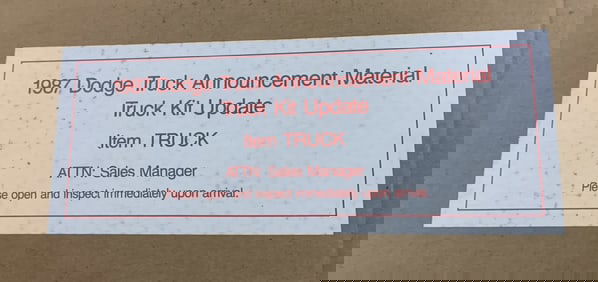 1987 Dodge Truck Announcement Material
Truck Kit Update
Item TRULCK
ATTN: Sales Manager
Please open and inspect immediately upon arrival.